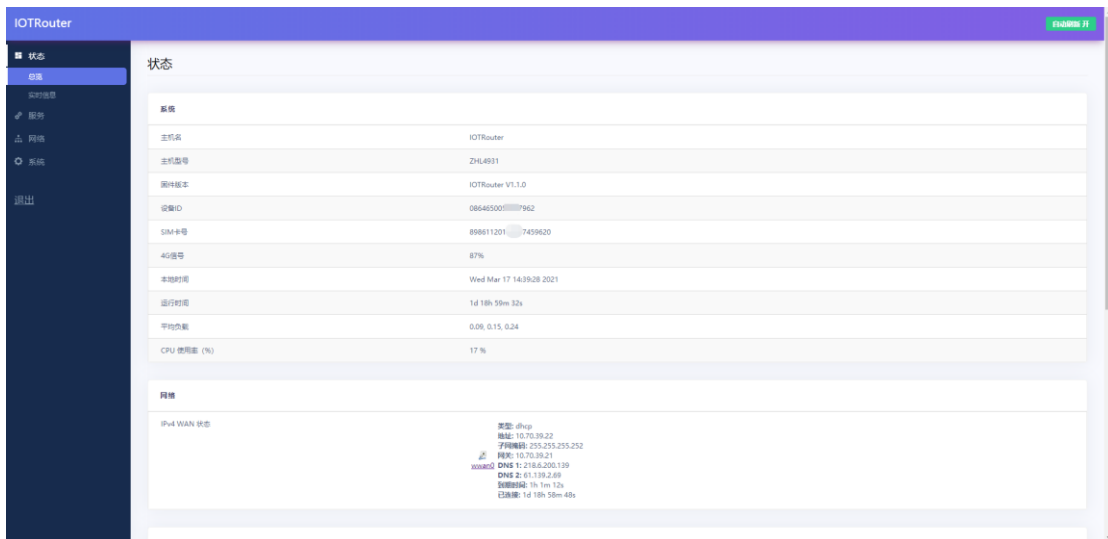 IOTRouter
自动刷新 开
状态
总览
实时信息
服务
网络
系统
退出
状态
系统
主机名 IOTRouter
主机型号 ZHL4931
固件版本 IOTRouter V1.1.0
设备ID 086465005 7962
SIM卡号 898611201 7459620
4G信号 87%
本地时间 Wed Mar 17 14:39:28 2021
运行时间 1d 18h 59m 32s
平均负载 0.09, 0.15, 0.24
CPU 使用率 (%) 17 %
网络
IPv4 WAN 状态
wwan0
类型: dhcp
地址: 10.70.39.22
子网掩码: 255.255.255.252
网关: 10.70.39.21
DNS 1: 218.6.200.139
DNS 2: 61.139.2.69
到期时间: 1h 1m 12s
已连接: 1d 18h 58m 48s